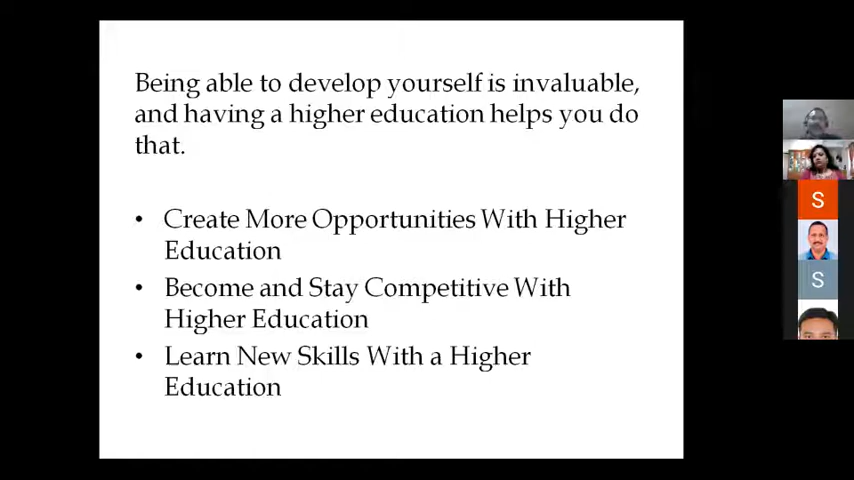 Being able to develop yourself is invaluable,
and having a higher education helps you do
that.
• Create More Opportunities With Higher
Education
• Become and Stay Competitive With
Higher Education
• Learn New Skills With a Higher
Education
S
S